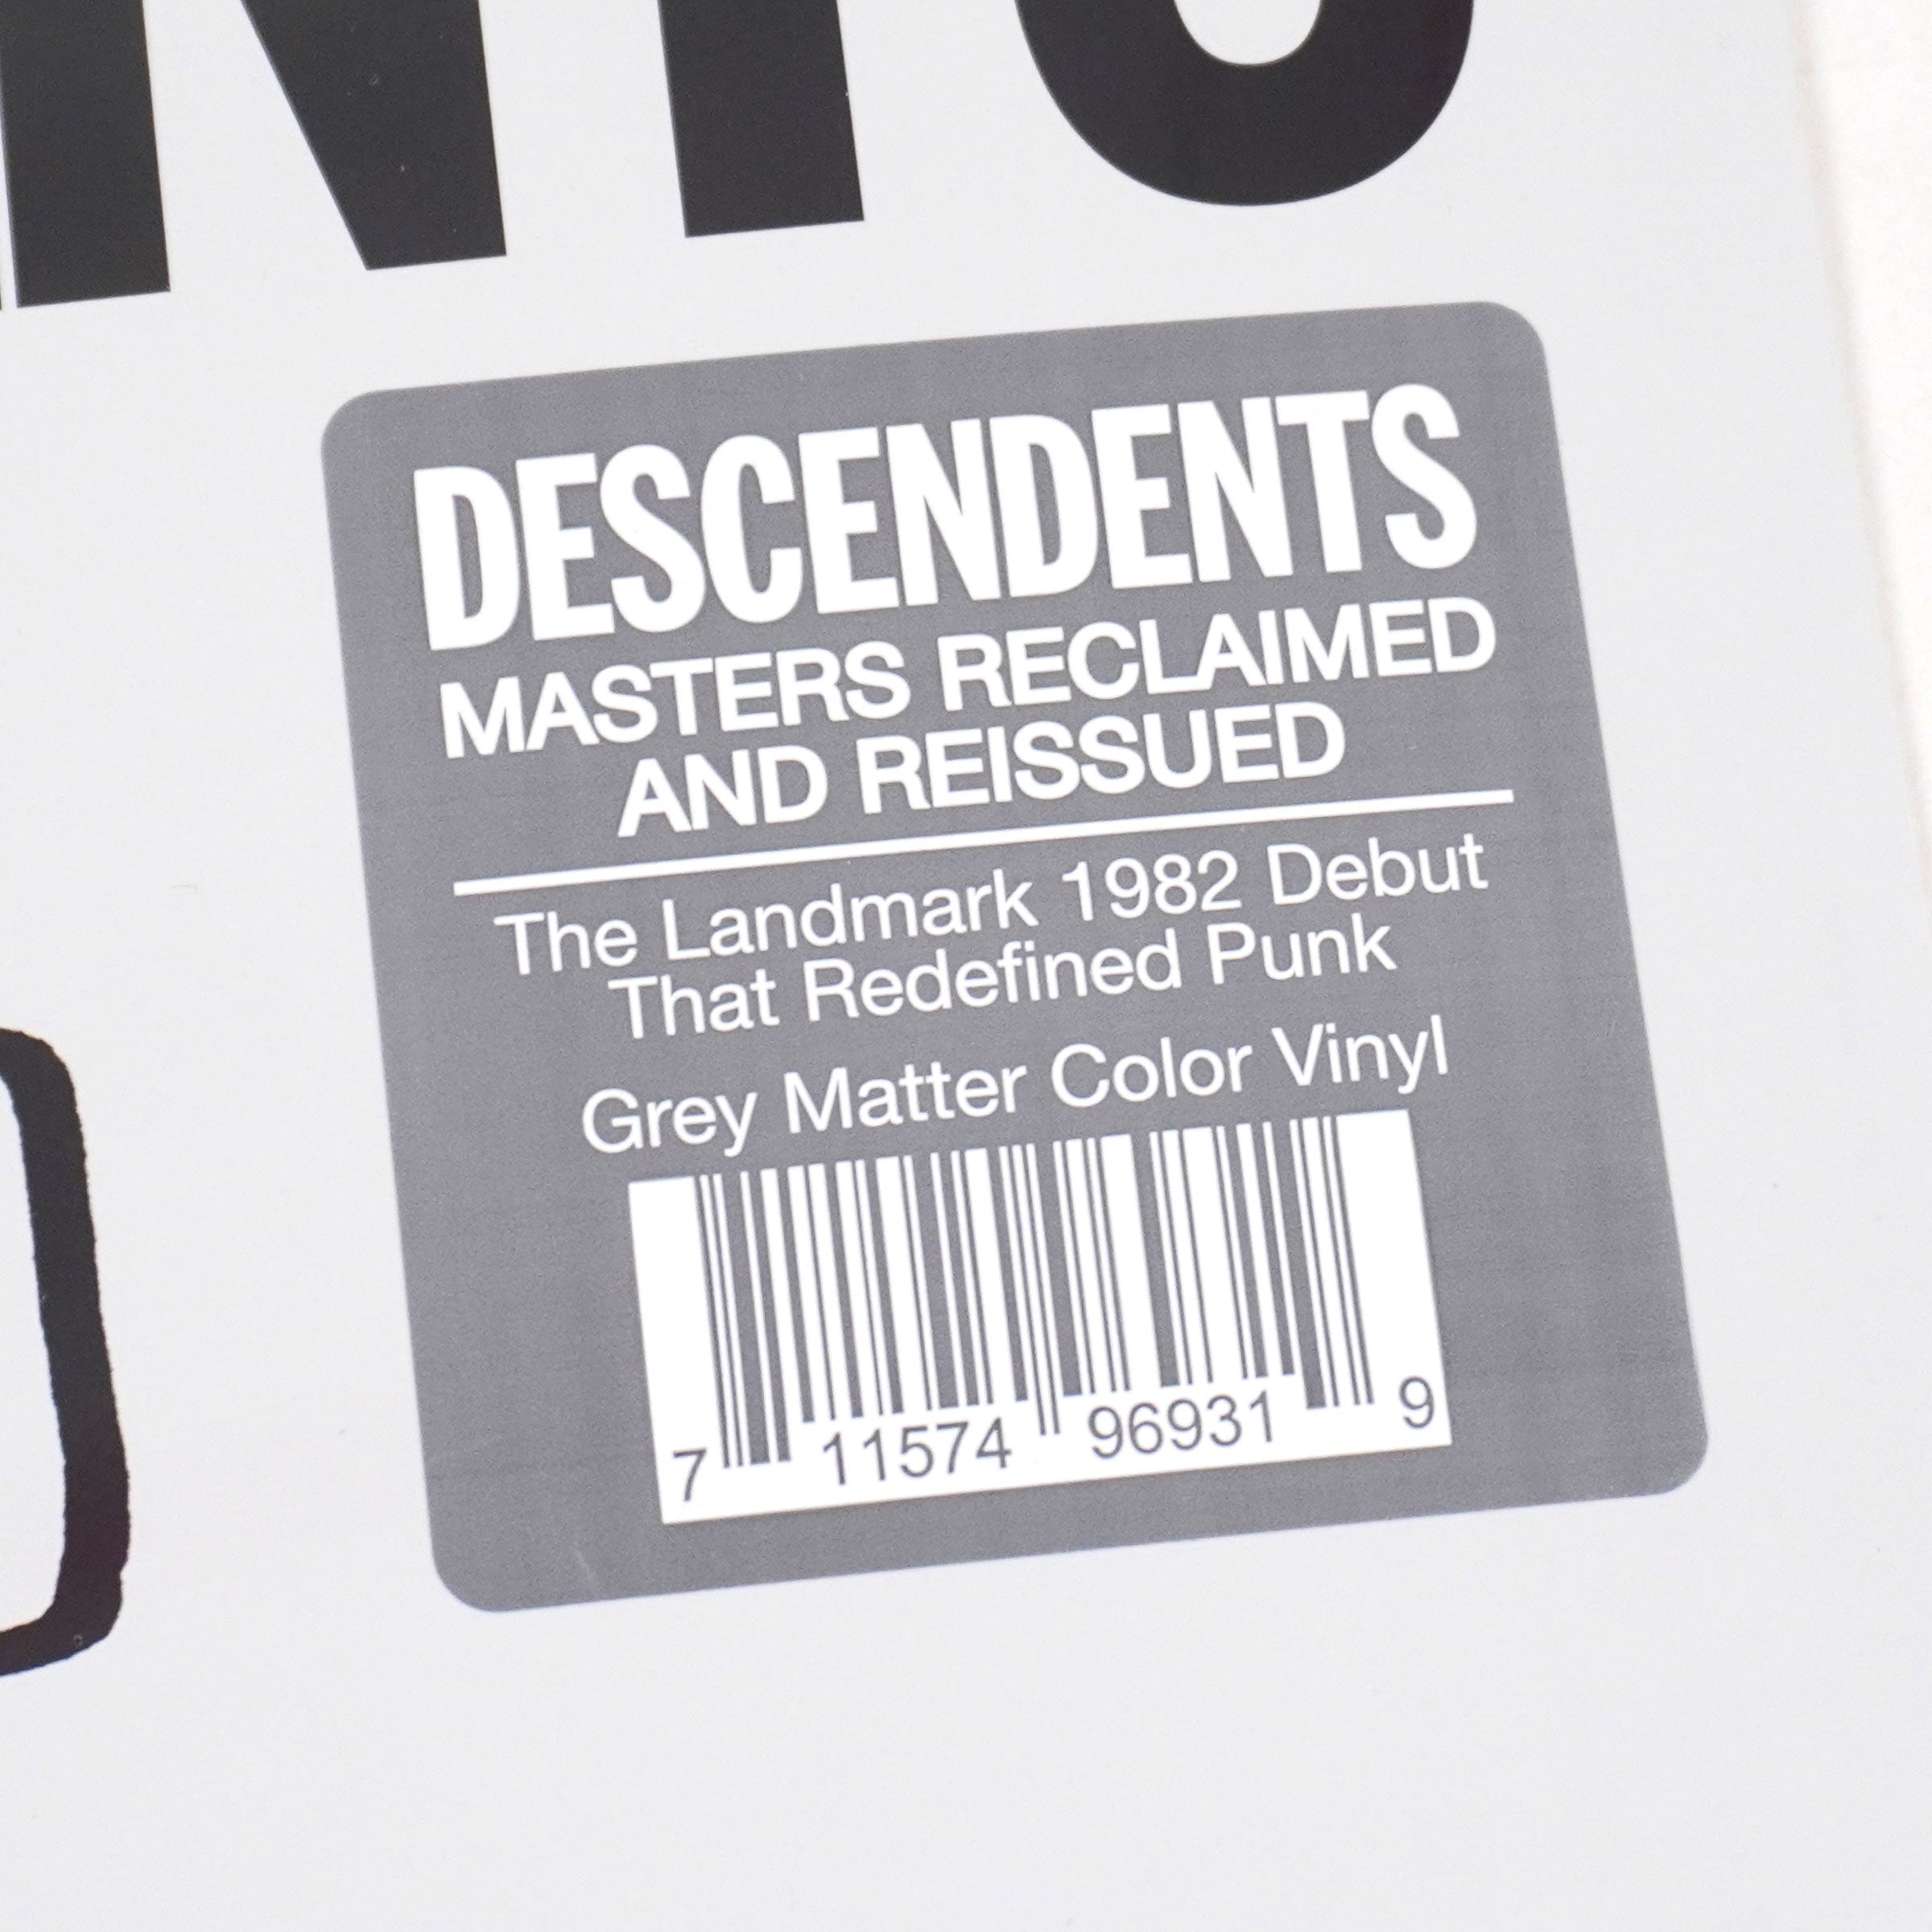 NTS
DESCENDENTS
MASTERS RECLAIMED
AND REISSUED
The Landmark 1982 Debut
That Redefined Punk
Grey Matter Color Vinyl
7 11574 96931 9